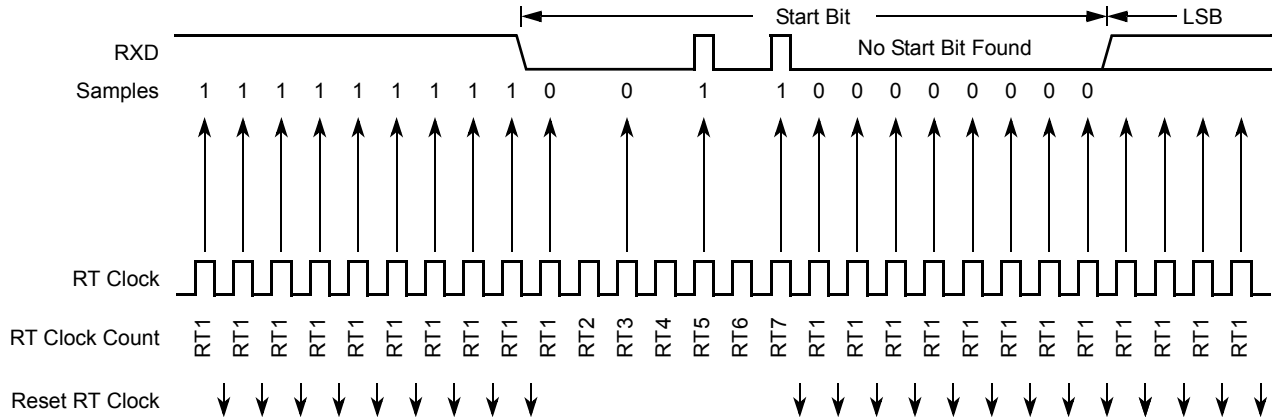 Start Bit LSB
RXD No Start Bit Found
Samples 1 1 1 1 1 1 1 1 1 0 0 1 1 0 0 0 0 0 0 0 0
RT Clock
RT Clock Count RT1 RT1 RT1 RT1 RT1 RT1 RT1 RT1 RT1 RT1 RT2 RT3 RT4 RT5 RT6 RT7 RT1 RT1 RT1 RT1 RT1 RT1 RT1 RT1 RT1 RT1 RT1 RT1
Reset RT Clock